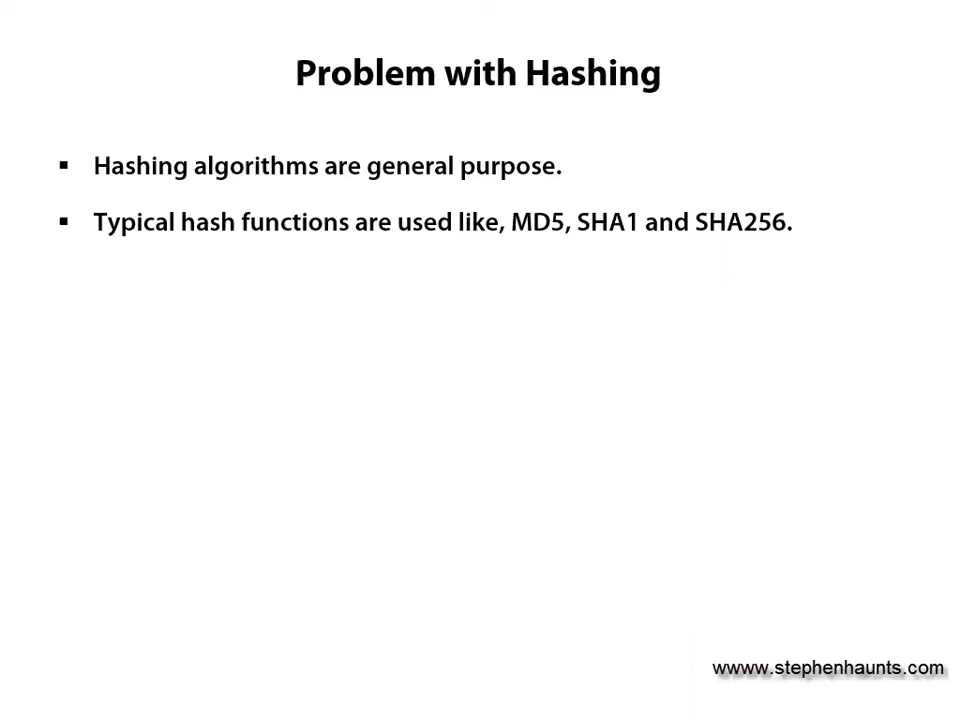 Problem with Hashing
▪ Hashing algorithms are general purpose.
▪ Typical hash functions are used like, MD5, SHA1 and SHA256.
wwww.stephenhaunts.com